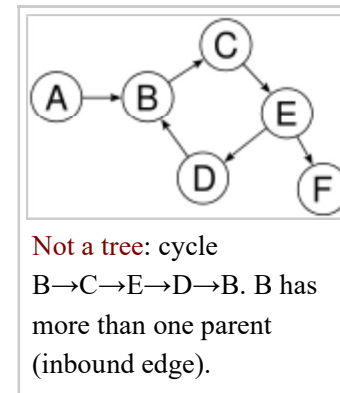 C
A
B
E
D
F
Not a tree: cycle
B→C→E→D→B. B has
more than one parent
(inbound edge).